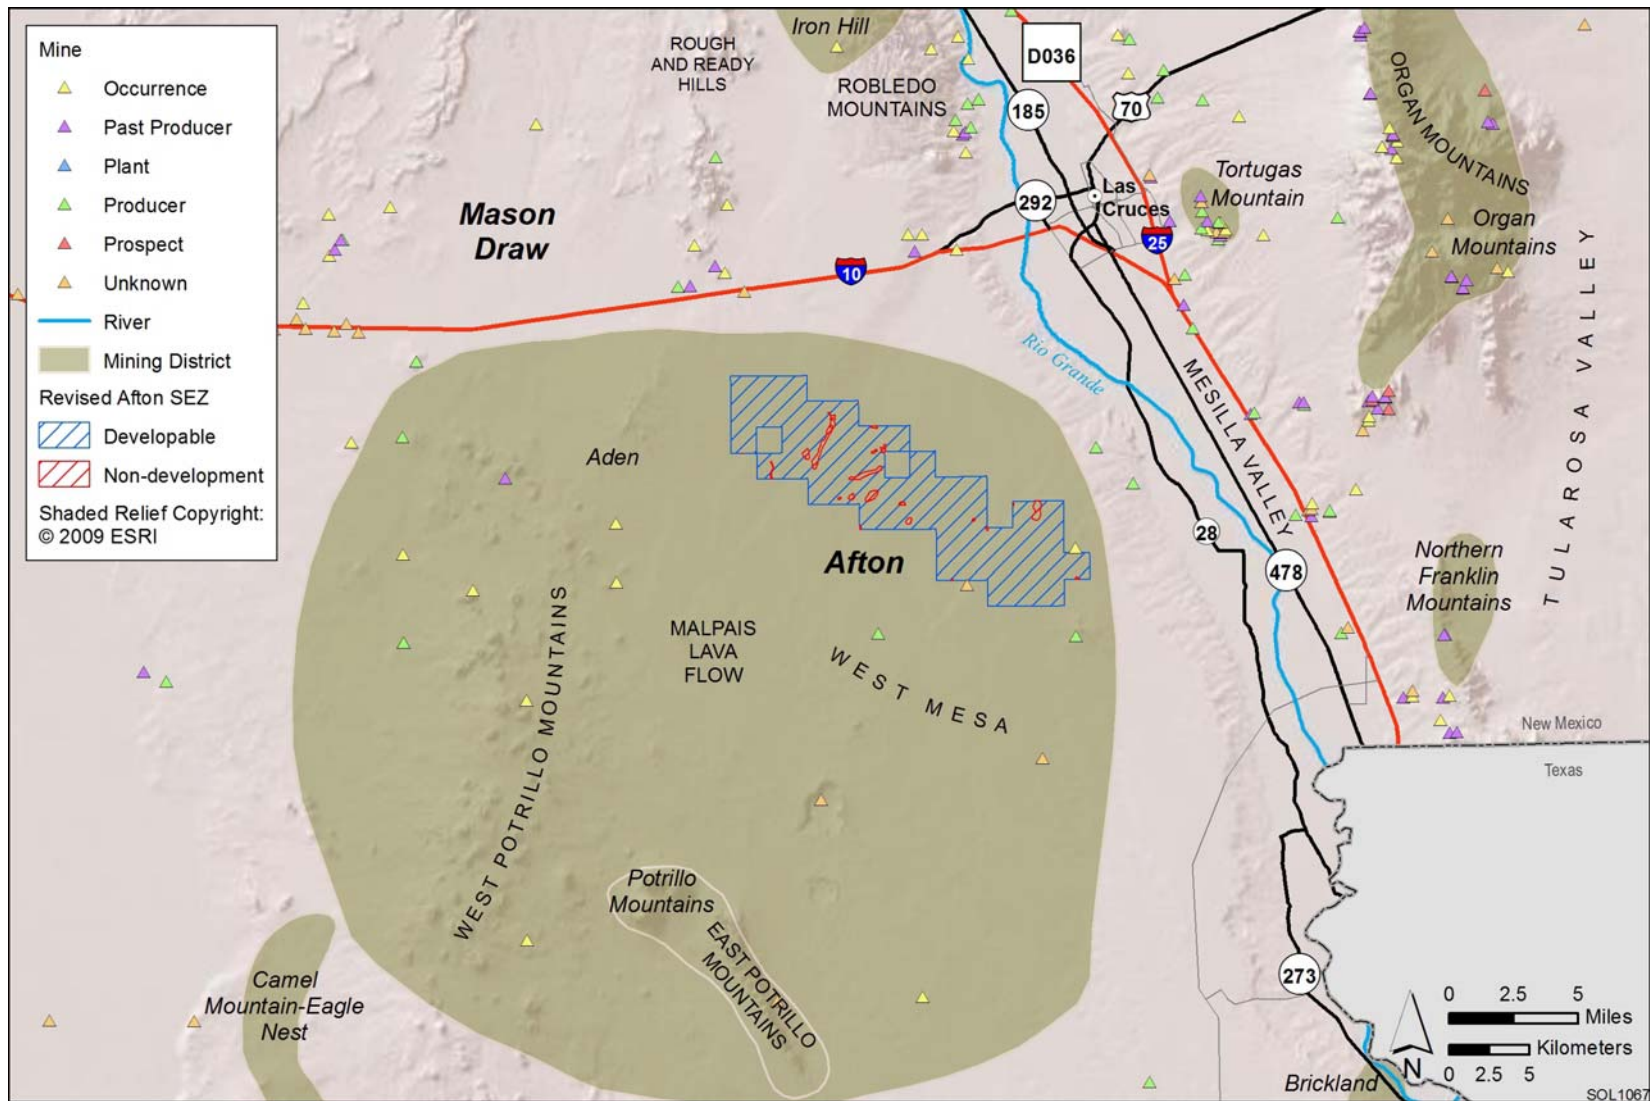 Mine
Occurrence
Past Producer
Plant
Producer
Prospect
Unknown
River
Mining District
Revised Afton SEZ
Developable
Non-development
Shaded Relief Copyright:
© 2009 ESRI
Iron Hill
ROUGH
AND READY
HILLS
ROBLEDO
MOUNTAINS
D036
185
70
ORGAN MOUNTAINS
Tortugas
Mountain
Organ
Mountains
Las
Cruces
292
25
10
Mason
Draw
Rio Grande
MESILLA VALLEY
TULAROSA VALLEY
Aden
Afton
28
478
Northern
Franklin
Mountains
MALPAIS
LAVA
FLOW
WEST MESA
WEST POTRILLO MOUNTAINS
New Mexico
Texas
Potrillo
Mountains
EAST POTRILLO
MOUNTAINS
Camel
Mountain-Eagle
Nest
273
Brickland
0 2.5 5
Miles
Kilometers
0 2.5 5
N
SOL1067